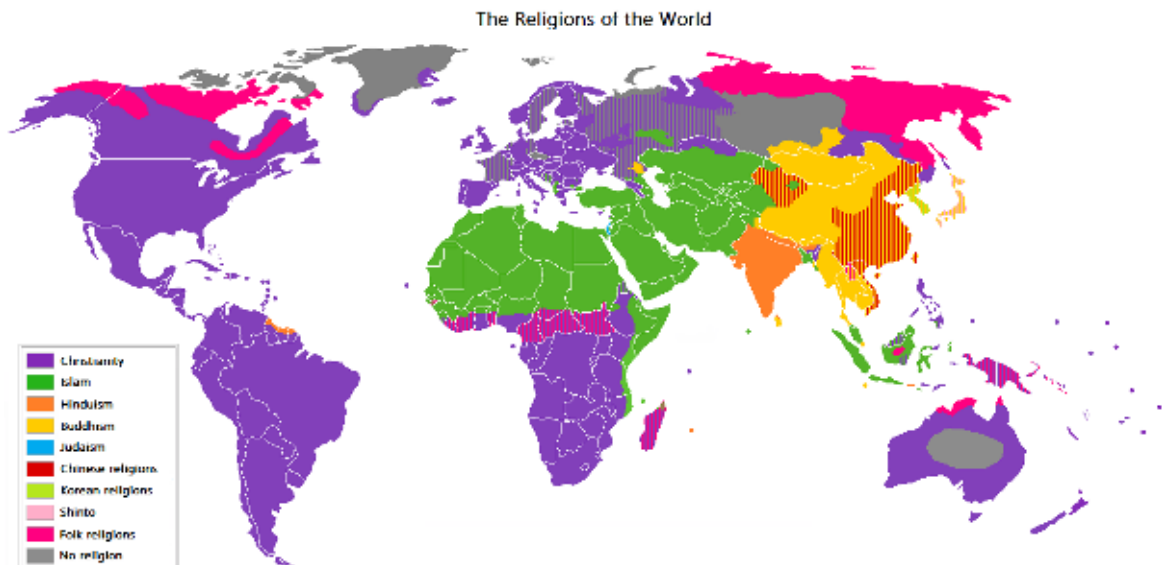 The Religions of the World
Christianity
Islam
Hinduism
Buddhism
Judaism
Chinese religions
Korean religions
Shinto
Folk religions
No religion